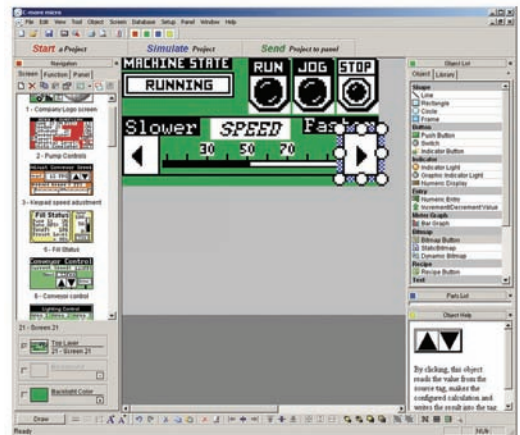 C-more micro
File Edit View Tool Object Screen Database Setup Panel Window Help
Start a Project
Simulate Project
Send Project to panel
Navigation
Screen Function Panel
1 - Company Logo screen
2 - Pump Controls
3 - Keypad speed adjustment
Fill Status
5 - Fill Status
Conveyor Control
6 - Conveyor control
Lighting Control
21 - Screen 21
Top Layer
21 - Screen 21
Background
Backlight Color
MACHINE STATE
RUNNING
RUN JOG STOP
Slower SPEED
30 50 70
Object List
Object Library
Shape
Line
Rectangle
Circle
Frame
Button
Push Button
Switch
Indicator Button
Indicator
Indicator Light
Graphic Indicator Light
Numeric Display
Entry
Numeric Entry
Increment/Decrement Value
Meter Graph
Bar Graph
Bitmap
Bitmap Button
Static Bitmap
Dynamic Bitmap
Recipe
Recipe Button
Text
Parts List
Object Help
By clicking, this object
reads the value from the
source tag, makes the
configured calculation and
writes the result into the tag
Draw
Ready
NUM